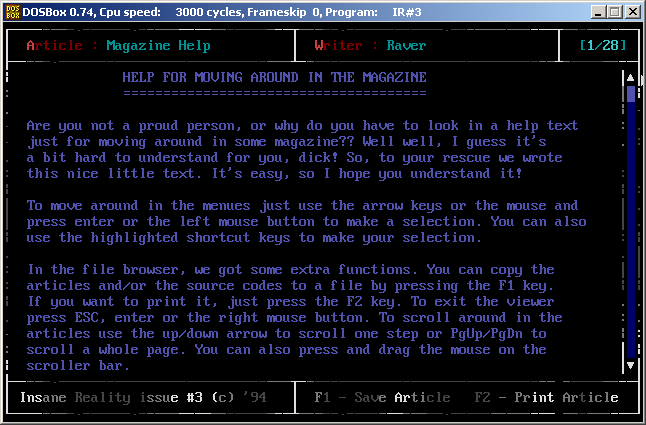 DOSBox 0.74, Cpu speed: 3000 cycles, Frameskip 0, Program: IR#3
Article : Magazine Help Writer : Raver [1/28]
HELP FOR MOVING AROUND IN THE MAGAZINE
======================================
Are you not a proud person, or why do you have to look in a help text
just for moving around in some magazine?? Well well, I guess it's
a bit hard to understand for you, dick! So, to your rescue we wrote
this nice little text. It's easy, so I hope you understand it!
To move around in the menues just use the arrow keys or the mouse and
press enter or the left mouse button to make a selection. You can also
use the highlighted shortcut keys to make your selection.
In the file browser, we got some extra functions. You can copy the
articles and/or the source codes to a file by pressing the F1 key.
If you want to print it, just press the F2 key. To exit the viewer
press ESC, enter or the right mouse button. To scroll around in the
articles use the up/down arrow to scroll one step or PgUp/PgDn to
scroll a whole page. You can also press and drag the mouse on the
scroller bar.
Insane Reality issue #3 (c) '94 F1 - Save Article F2 - Print Article